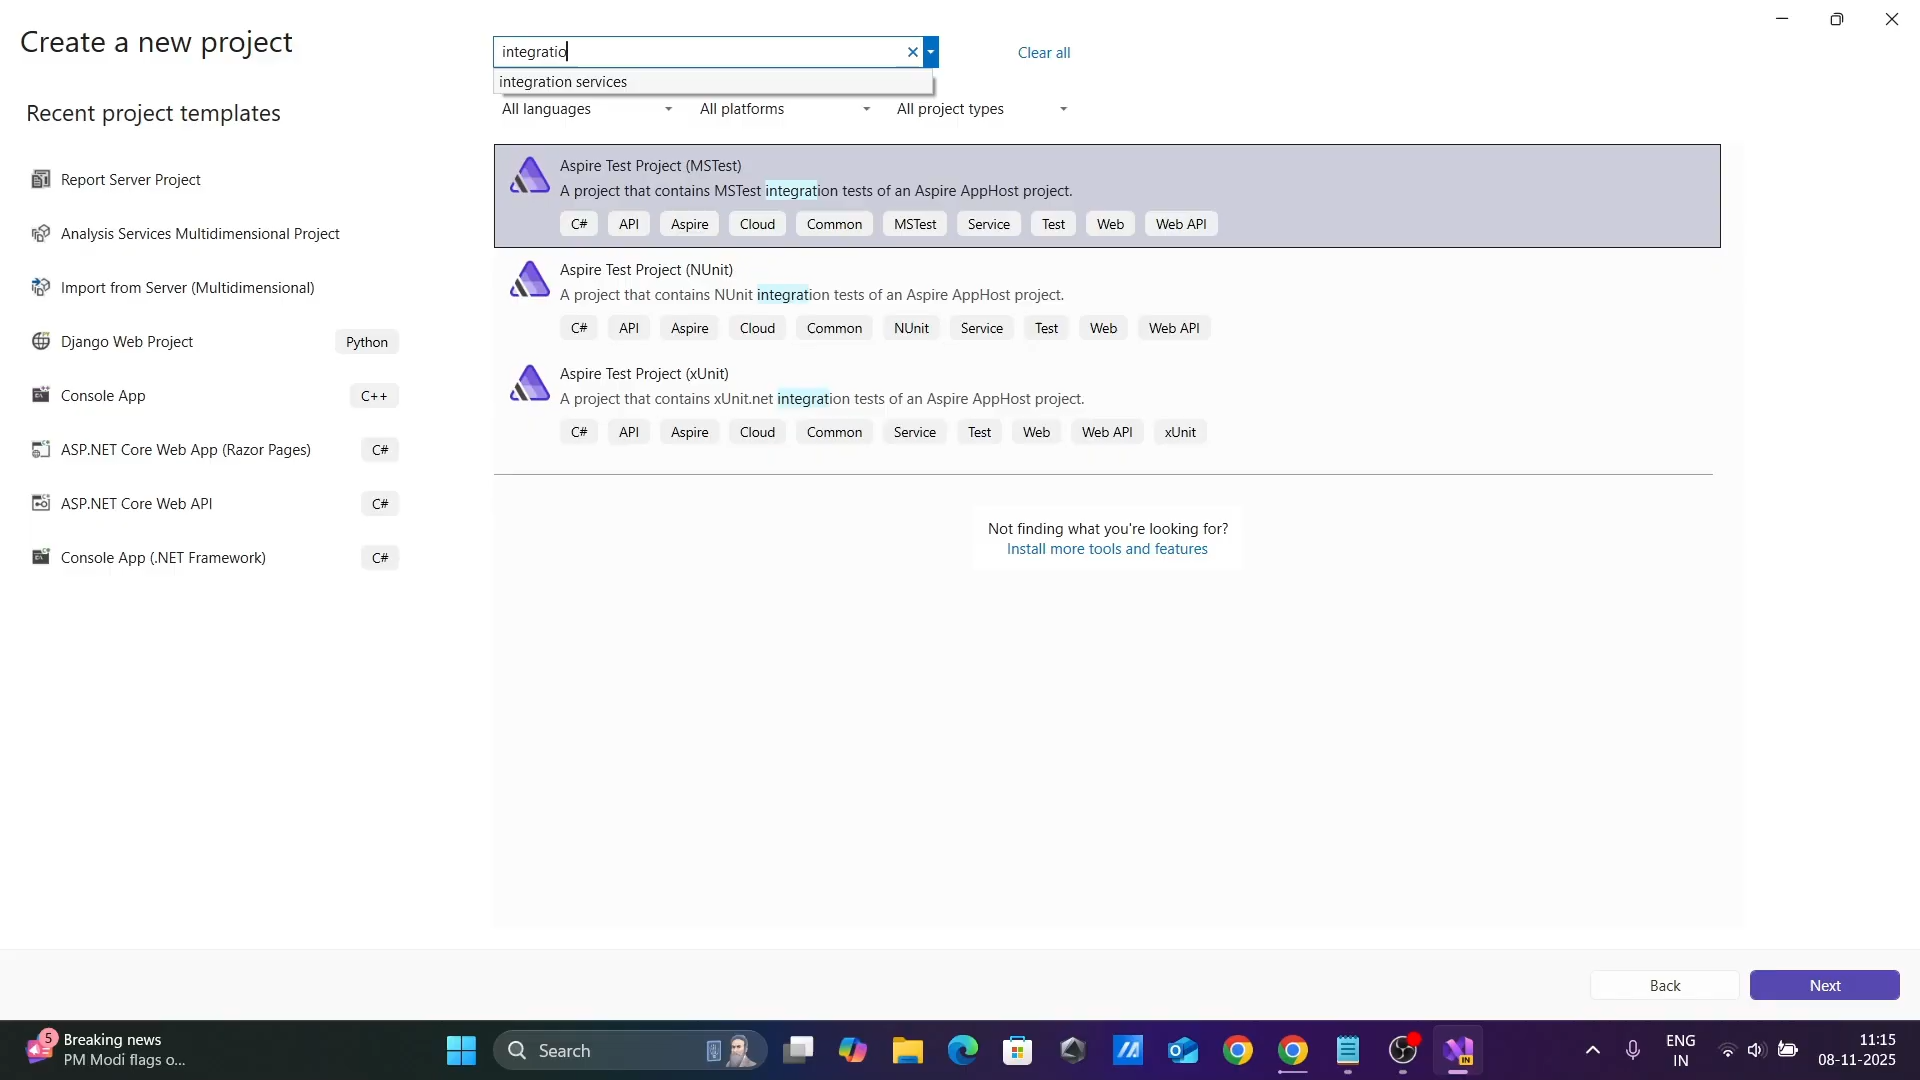 Create a new project
integratio
Clear all
integration services
All languages
All platforms
All project types
Recent project templates
Report Server Project
Analysis Services Multidimensional Project
Import from Server (Multidimensional)
Django Web Project
Python
Console App
C++
ASP.NET Core Web App (Razor Pages)
C#
ASP.NET Core Web API
C#
Console App (.NET Framework)
C#
Aspire Test Project (MSTest)
A project that contains MSTest integration tests of an Aspire AppHost project.
C# API Aspire Cloud Common MSTest Service Test Web Web API
Aspire Test Project (NUnit)
A project that contains NUnit integration tests of an Aspire AppHost project.
C# API Aspire Cloud Common NUnit Service Test Web Web API
Aspire Test Project (xUnit)
A project that contains xUnit.net integration tests of an Aspire AppHost project.
C# API Aspire Cloud Common Service Test Web Web API xUnit
Not finding what you're looking for?
Install more tools and features
Back
Next
5
Breaking news
PM Modi flags o...
Search
IN
ENG
IN
11:15
08-11-2025